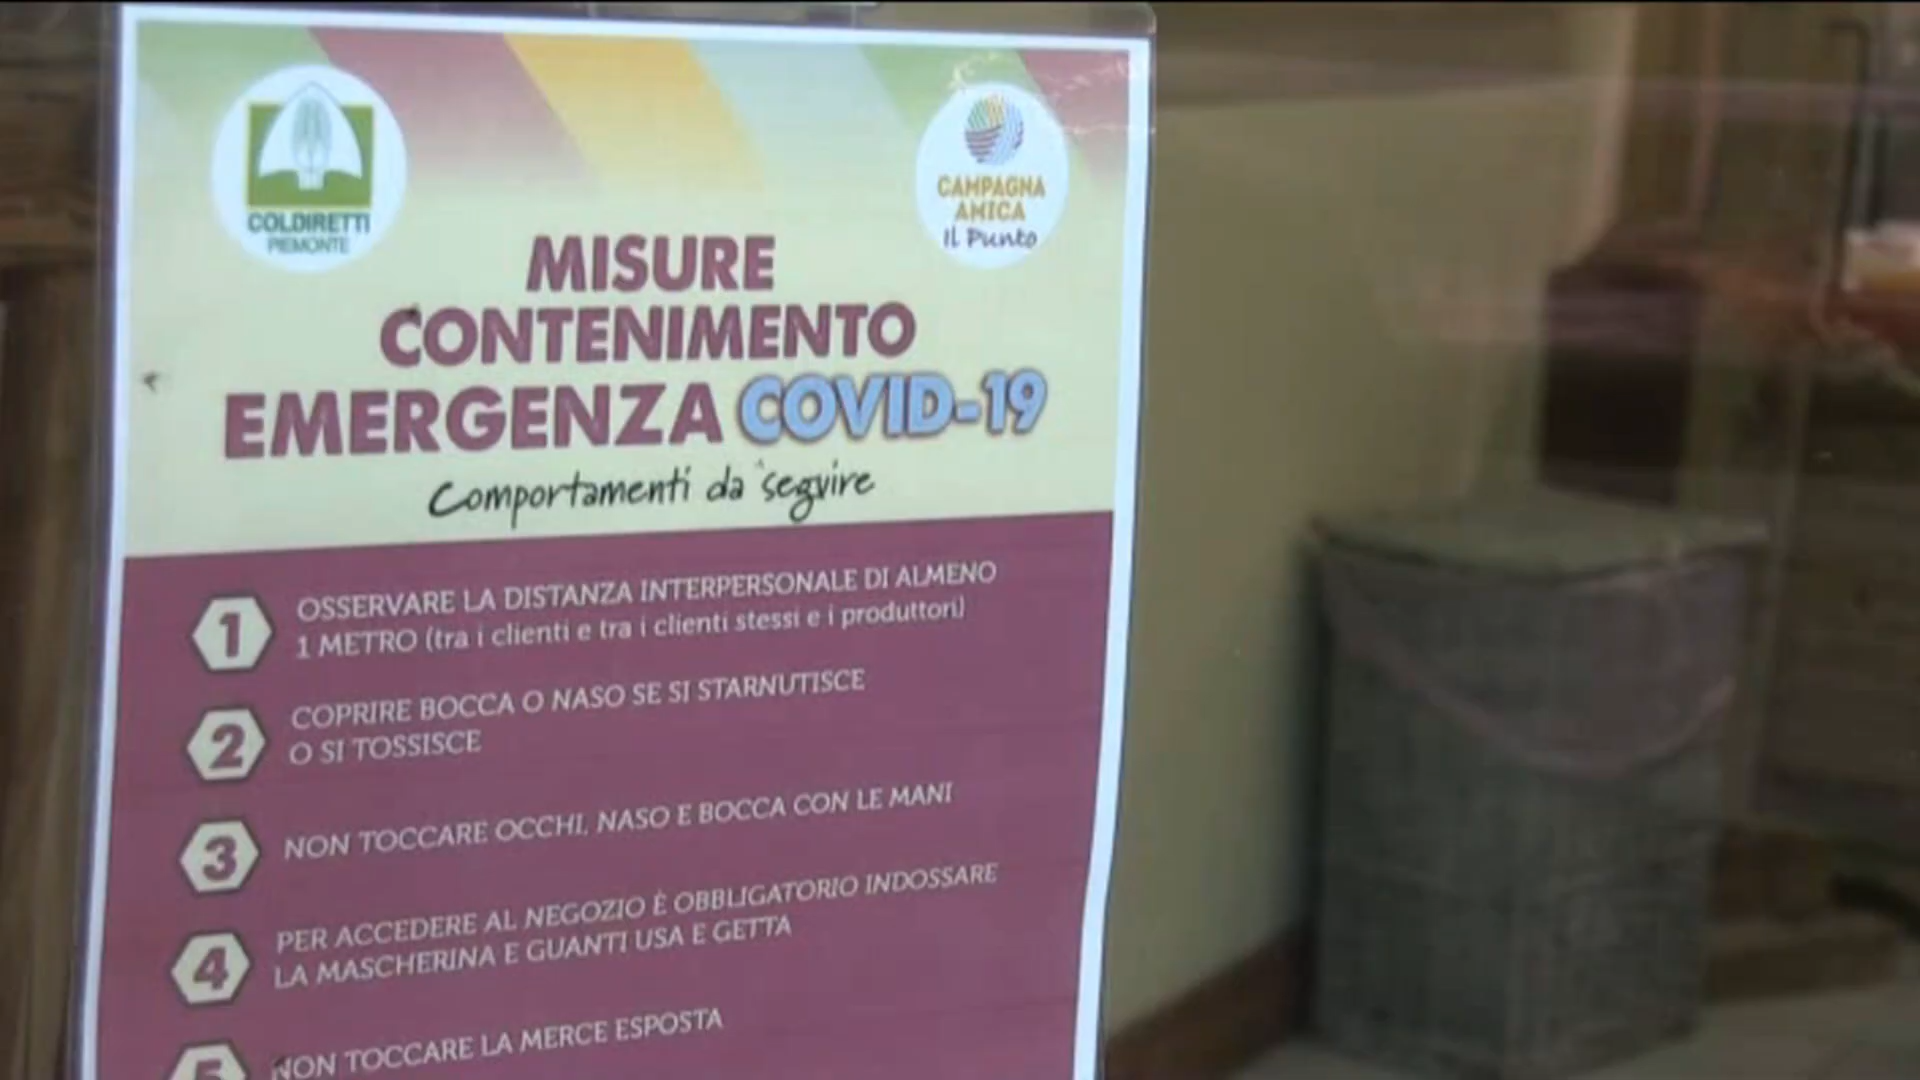 COLDIRETTI
PIEMONTE
CAMPAGNA
AMICA
Il Punto
MISURE
CONTENIMENTO
EMERGENZA COVID-19
Comportamenti da seguire
1 OSSERVARE LA DISTANZA INTERPERSONALE DI ALMENO
1 METRO (tra i clienti e tra i clienti stessi e i produttori)
2 COPRIRE BOCCA O NASO SE SI STARNUTISCE
O SI TOSSISCE
3 NON TOCCARE OCCHI, NASO E BOCCA CON LE MANI
4 PER ACCEDERE AL NEGOZIO È OBBLIGATORIO INDOSSARE
LA MASCHERINA E GUANTI USA E GETTA
5 NON TOCCARE LA MERCE ESPOSTA